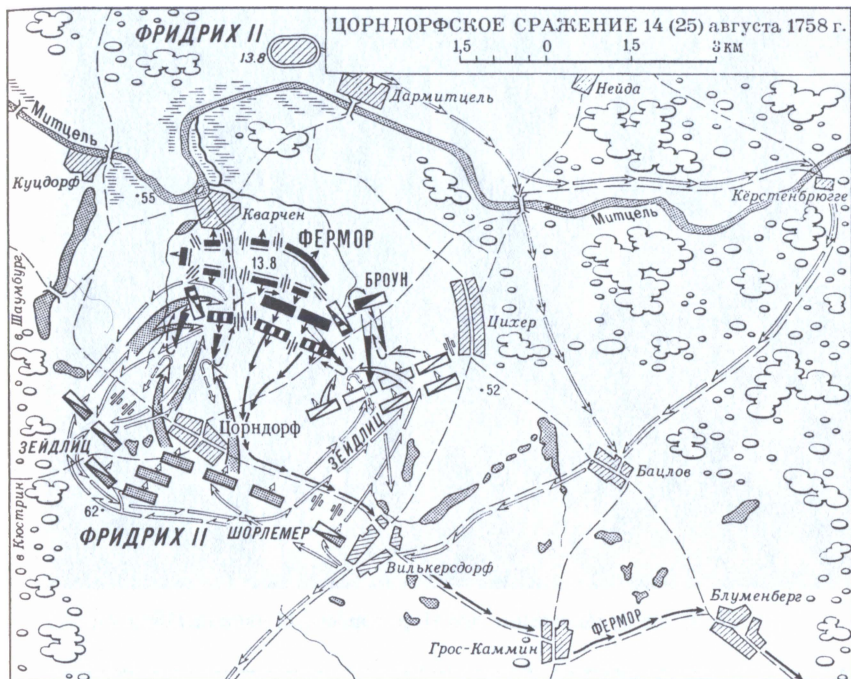 ЦОРНДОРФСКОЕ СРАЖЕНИЕ 14 (25) августа 1758 г.
1,5 0 1,5 3 км
ФРИДРИХ II
13.8
Дармитцель
Нейда
Митцель
Куцдорф
55
Кварчен
Митцель
Кёрстенбрюгге
ФЕРМОР
13.8
БРОУН
в Шаумбург
Цихер
52
Цорндорф
ЗЕЙДЛИЦ
ЗЕЙДЛИЦ
Бацлов
62
ФРИДРИХ II
ШОРЛЕМЕР
в Кюстрин
Вилькерсдорф
Блуменберг
ФЕРМОР
Грос-Каммин